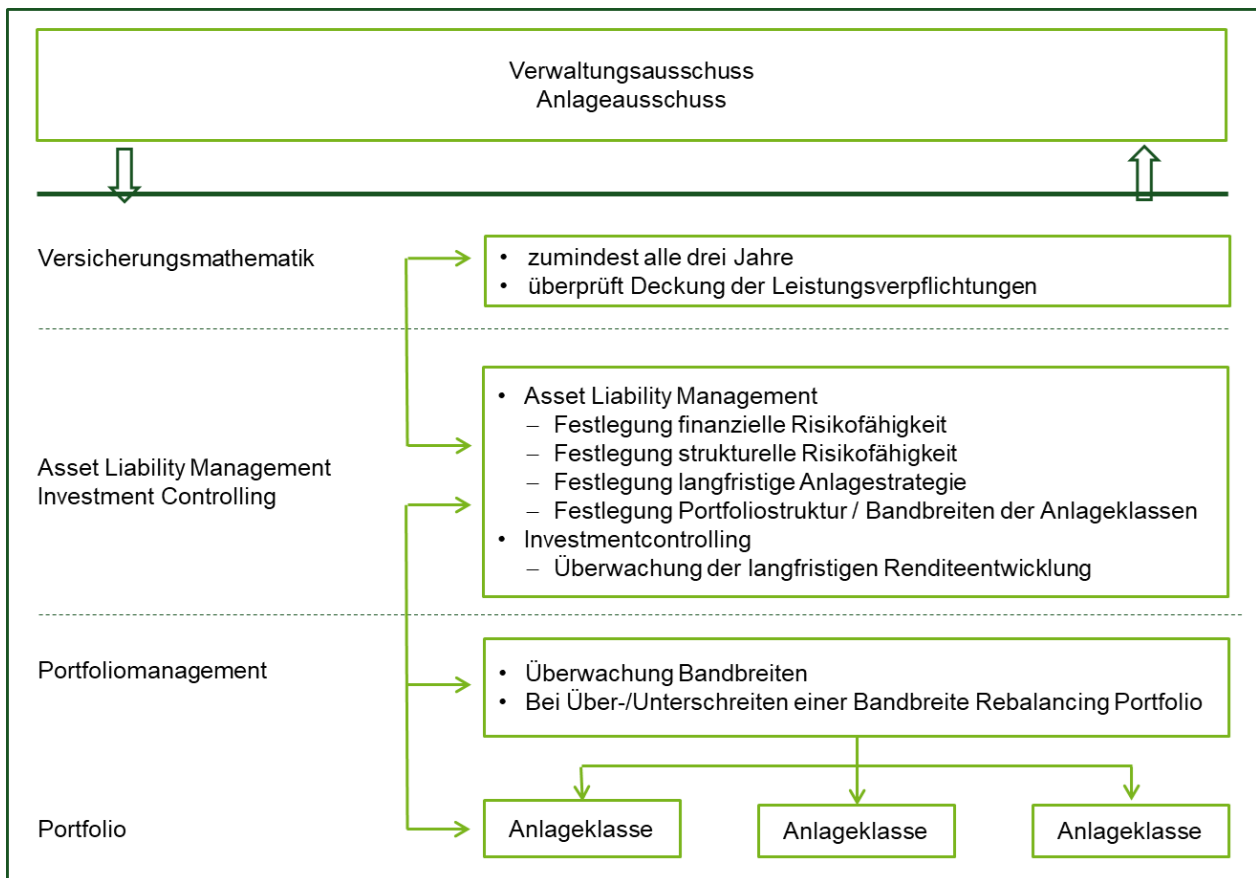 Verwaltungsausschuss
Anlageausschuss
Versicherungsmathematik
• zumindest alle drei Jahre
• überprüft Deckung der Leistungsverpflichtungen
Asset Liability Management
Investment Controlling
• Asset Liability Management
– Festlegung finanzielle Risikofähigkeit
– Festlegung strukturelle Risikofähigkeit
– Festlegung langfristige Anlagestrategie
– Festlegung Portfoliostruktur / Bandbreiten der Anlageklassen
• Investmentcontrolling
– Überwachung der langfristigen Renditeentwicklung
Portfoliomanagement
• Überwachung Bandbreiten
• Bei Über-/Unterschreiten einer Bandbreite Rebalancing Portfolio
Portfolio
Anlageklasse
Anlageklasse
Anlageklasse